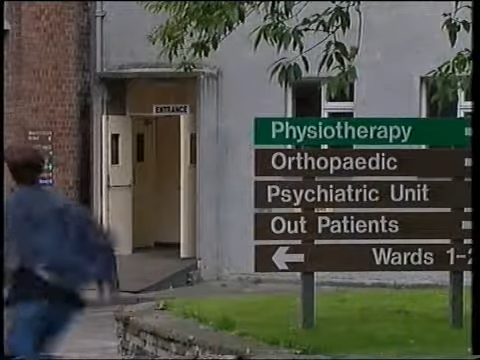 ENTRANCE
Physiotherapy
Orthopaedic
Psychiatric Unit
Out Patients
Wards 1-2